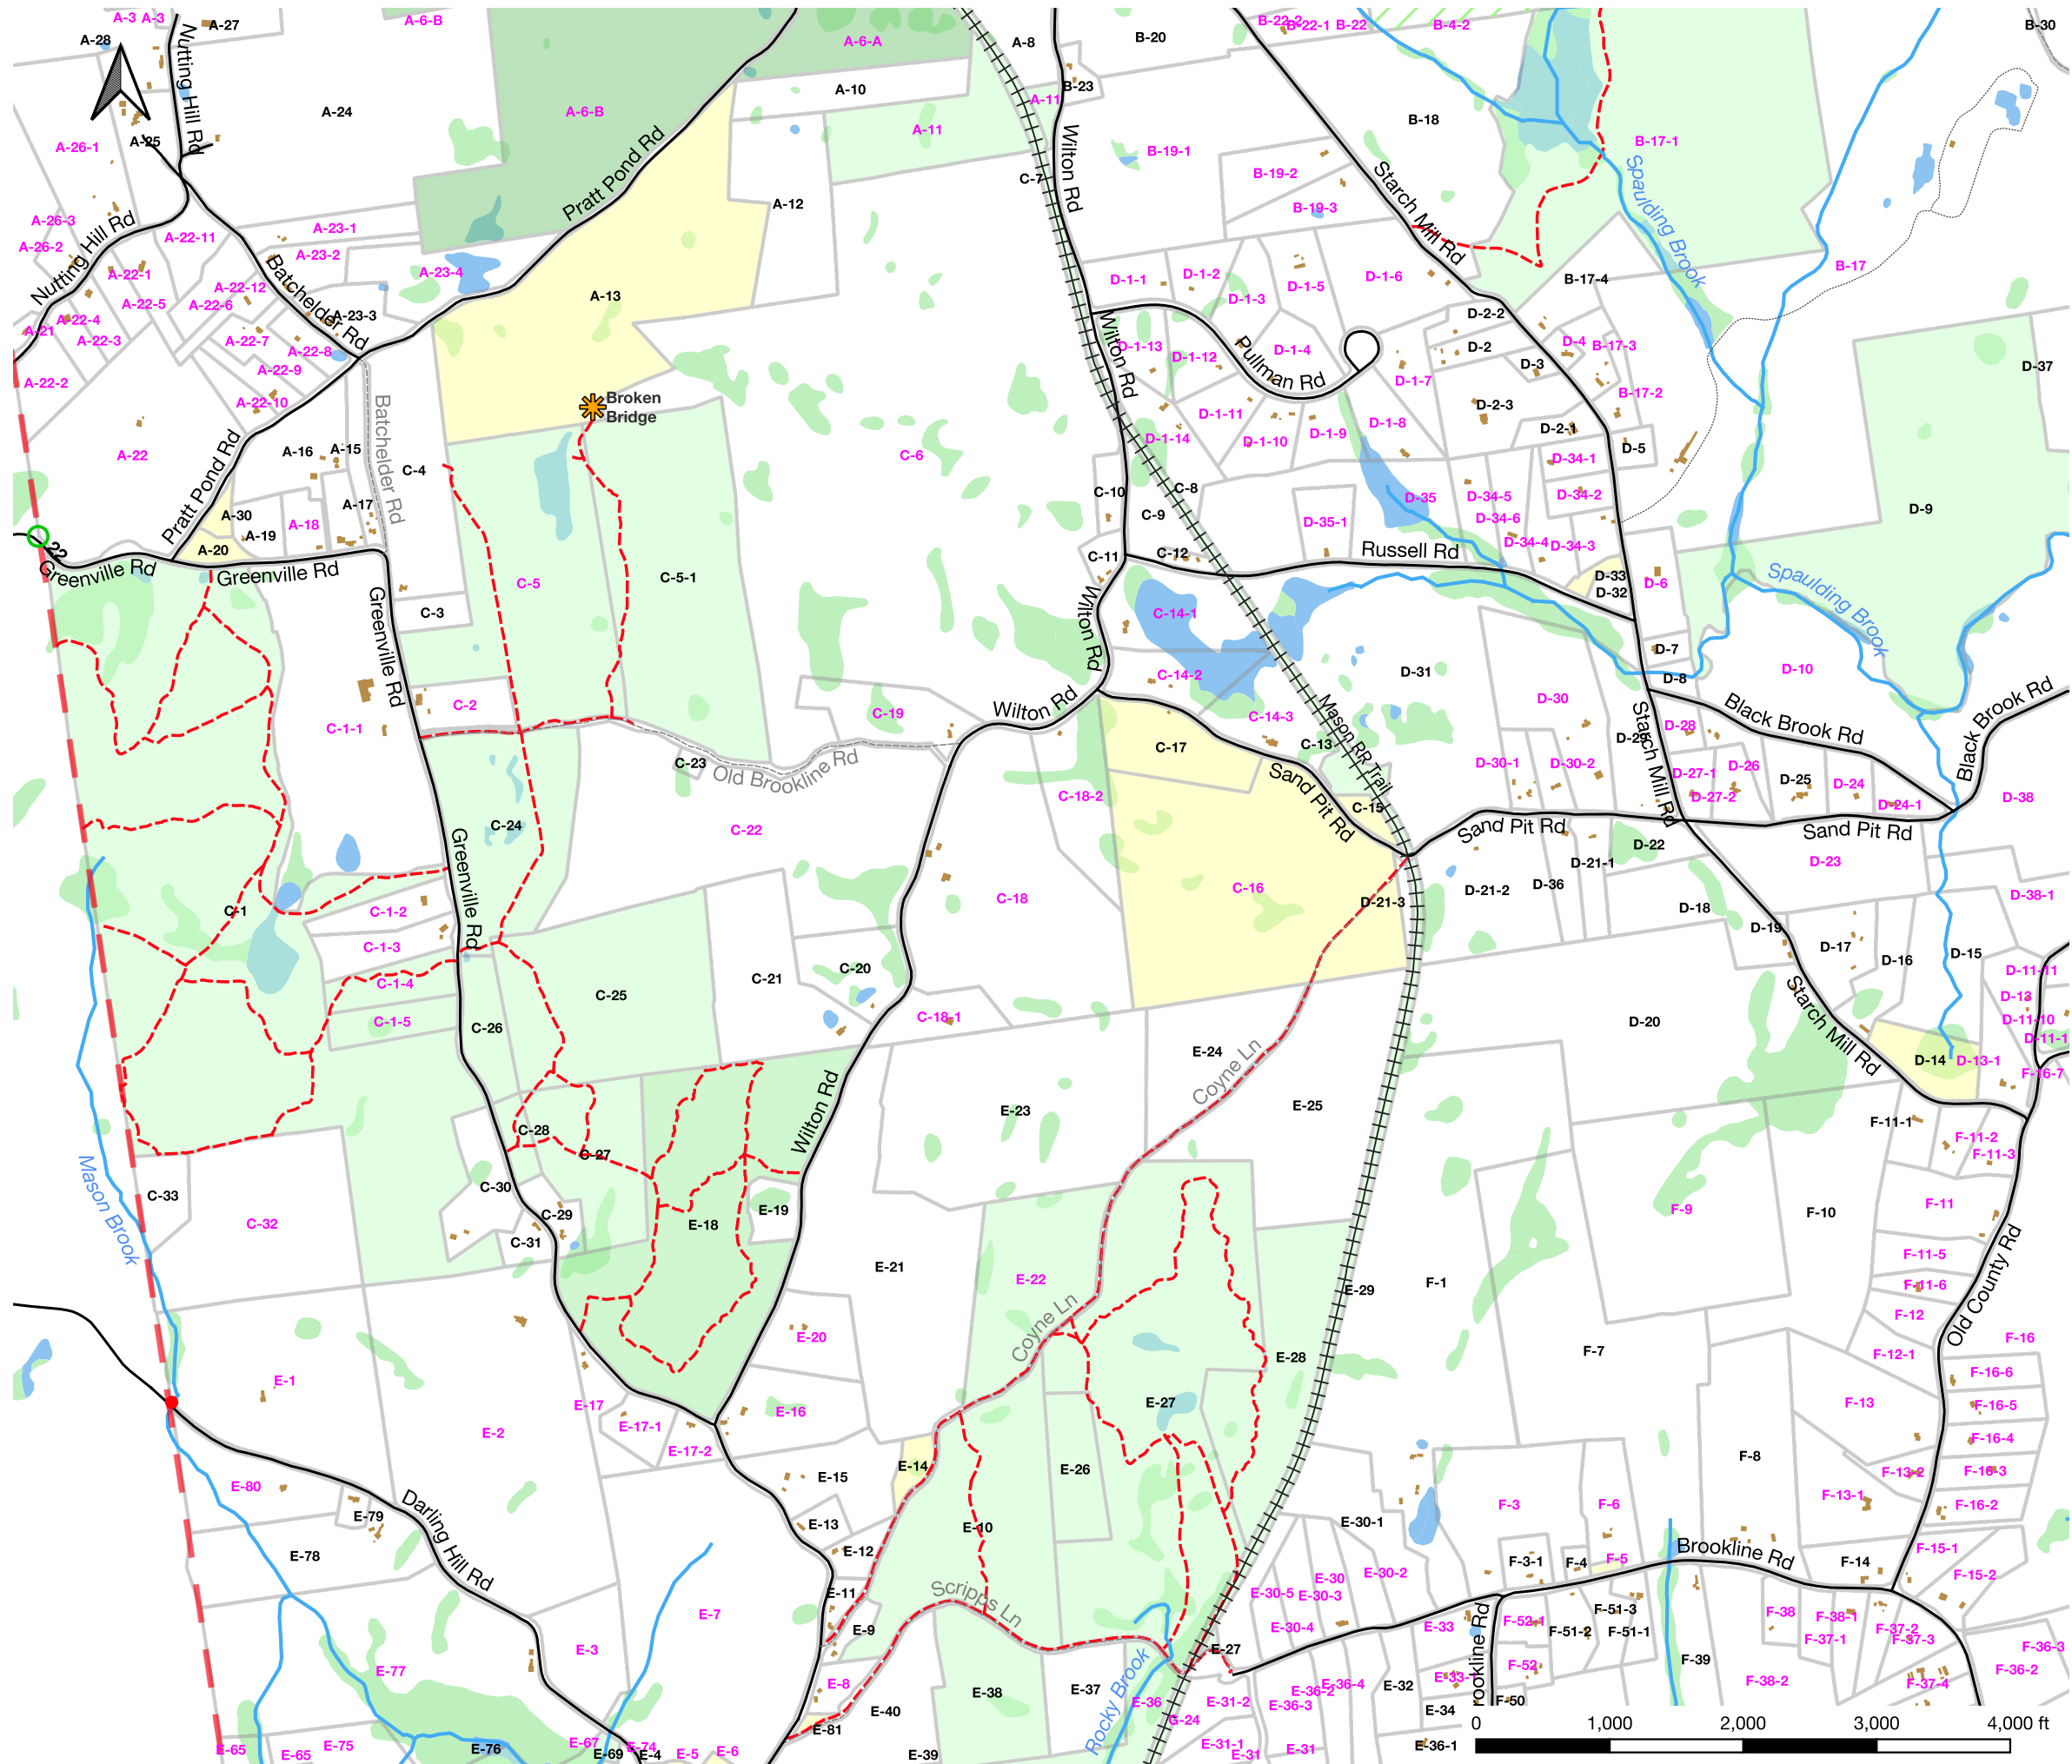 A-3 A-3
A-27
A-6-B
A-6-A
A-8
B-20
B-22-2
B-22-1
B-22
B-4-2
B-30
A-28
Nutting Hill Rd
A-24
A-10
B-23
A-11
A-6-B
A-11
B-18
A-26-1
A-25
Pratt Pond Rd
Wilton Rd
B-19-1
B-17-1
C-7
B-19-2
Starch Mill Rd
Spaulding Brook
A-12
B-19-3
A-26-3
A-23-1
A-22-11
A-26-2
Nutting Hill Rd
A-23-2
A-23-4
A-22-1
Batchelder Rd
A-22-12
A-22-5
A-22-6
A-13
A-23-3
A-22-4
A-21
A-22-3
A-22-7
A-22-8
A-22-9
A-22-2
A-22-10
D-1-1
D-1-2
D-1-3
D-1-5
D-1-6
B-17-4
B-17
D-2-2
Wilton Rd
D-1-13
D-1-12
D-1-4
Pullman Rd
D-2
D-3
D-4
B-17-3
D-37
D-1-7
B-17-2
Broken
Bridge
D-1-11
D-1-9
D-1-8
D-2-3
D-2-1
D-1-14
D-1-10
D-5
A-22
A-16
A-15
Batchelder Rd
C-4
C-6
D-34-1
C-10
C-8
D-35
D-34-5
D-34-2
A-17
Pratt Pond Rd
A-30
A-19
A-18
C-9
D-35-1
D-34-6
D-9
A-20
22
Greenville Rd
Greenville Rd
C-11
C-12
Russell Rd
D-34-4
D-34-3
D-33
D-32
D-6
Spaulding Brook
C-5
C-5-1
C-3
Greenville Rd
Wilton Rd
C-14-1
D-7
D-10
D-8
C-14-2
D-31
C-2
C-19
Wilton Rd
D-30
Black Brook Rd
Black Brook Rd
C-1-1
C-14-3
Mason RR Trail
D-28
C-17
C-13
Starch Mill Rd
C-23
Old Brookline Rd
D-30-1
D-30-2
D-27-1
D-26
D-25
D-24
C-18-2
Sand Pit Rd
C-15
D-27-2
D-24-1
D-38
C-24
C-22
Sand Pit Rd
Sand Pit Rd
Greenville Rd
D-22
D-21-1
D-23
C-16
D-21-2
D-36
C-1
C-1-2
C-18
D-21-3
D-18
D-38-1
C-1-3
D-19
D-17
D-16
D-15
C-1-4
C-25
C-21
C-20
D-11-11
D-13
C-1-5
C-26
C-18-1
D-20
Starch Mill Rd
D-11-10
D-11-1
E-24
Coyne Ln
D-14
D-13-1
F-16-7
Wilton Rd
E-23
E-25
F-11-1
C-28
F-11-2
Mason Brook
C-27
F-11-3
C-33
C-30
C-32
C-29
E-18
E-19
F-9
F-10
F-11
C-31
Old County Rd
F-11-5
E-21
E-22
E-29
F-1
F-11-6
F-12
Coyne Ln
E-20
E-28
F-7
F-12-1
F-16
F-16-6
E-1
E-17
E-17-1
E-16
E-27
F-13
F-16-5
E-2
E-17-2
F-16-4
E-14
E-26
F-8
F-13-2
F-16-3
E-80
E-15
F-13-1
F-16-2
Darling Hill Rd
E-79
E-13
E-10
E-30-1
F-3
F-6
E-78
E-12
F-3-1
F-4
F-5
Brookline Rd
F-14
F-15-1
E-11
Scripps Ln
E-30-5
E-30
E-30-3
E-30-2
F-15-2
E-7
E-9
E-30-4
E-33
F-52-1
F-51-3
F-51-2
F-51-1
F-38
F-38-1
F-37-1
F-37-2
F-37-3
F-36-3
E-3
E-27
E-77
E-8
Rocky Brook
F-52
F-39
F-38-2
F-36-2
F-37-4
E-38
E-37
E-36
E-31-2
E-36-2
E-36-4
E-36-3
E-32
F-50
E-40
G-24
E-34
E-81
0
1,000
2,000
3,000
4,000 ft
E-65
E-65
E-75
E-76
E-67
E-69
E-74
E-4
E-5
E-6
E-39
E-31-1
E-31
E-31
E-36-1